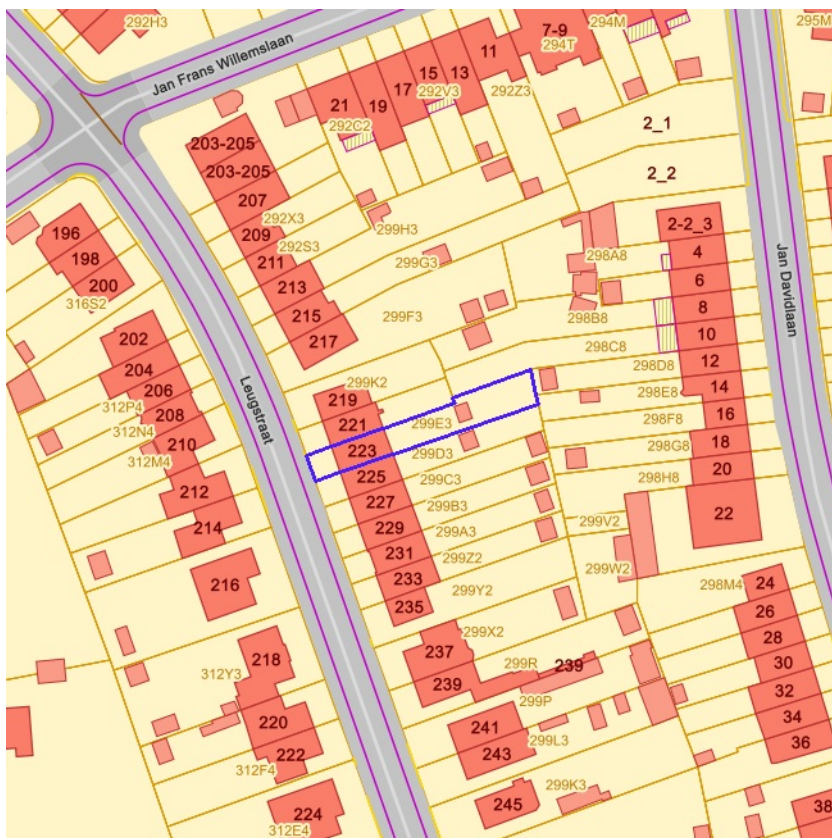 292H3
Jan Frans Willemslaan
7-9
294T
294M
295M
11
13
15
17
19
21
292V3
292Z3
292C2
2_1
2_2
203-205
203-205
207
292X3
209
292S3
211
213
215
217
299H3
299G3
299F3
196
198
200
316S2
202
204
206
312P4
208
312N4
210
312M4
212
214
216
Leugstraat
2-2_3
298A8
4
6
8
298B8
10
298C8
12
298D8
14
298E8
16
298F8
18
298G8
20
298H8
22
Jan Davidlaan
299K2
219
221
299E3
223
299D3
225
299C3
227
299B3
229
299A3
231
299Z2
233
299Y2
235
299V2
299W2
299X2
237
299R
239
239
299P
241
299L3
243
299K3
245
218
312Y3
220
222
312F4
224
312E4
298M4
24
26
28
30
32
34
36
38